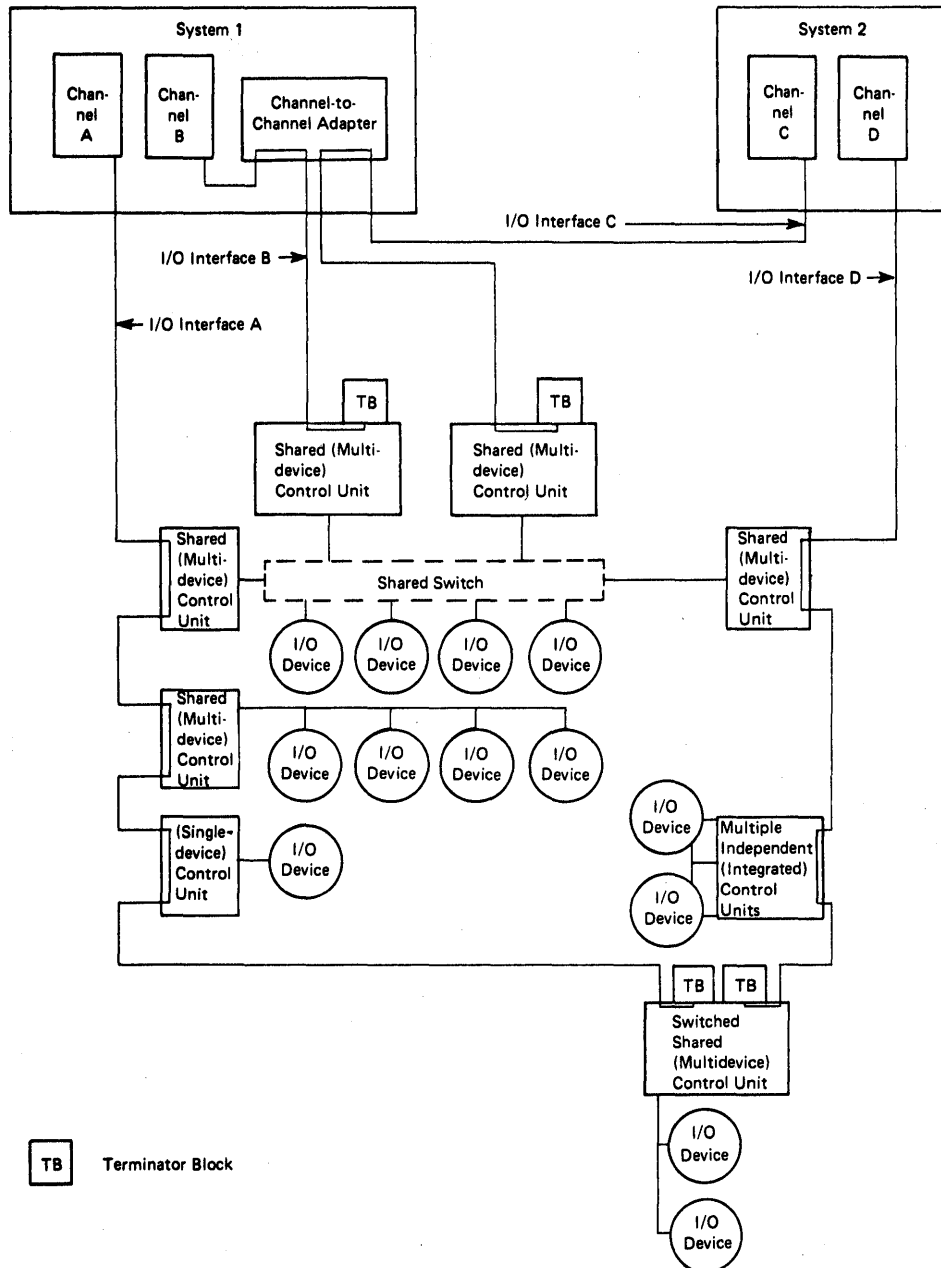 System 1
System 2
Chan-
nel
A
Chan-
nel
B
Channel-to-
Channel Adapter
Chan-
nel
C
Chan-
nel
D
I/O Interface C
I/O Interface B
I/O Interface D
I/O Interface A
TB
TB
Shared (Multi-
device)
Control Unit
Shared (Multi-
device)
Control Unit
Shared
(Multi-
device)
Control
Unit
Shared Switch
Shared
(Multi-
device)
Control
Unit
I/O
Device
I/O
Device
I/O
Device
I/O
Device
Shared
(Multi-
device)
Control
Unit
I/O
Device
I/O
Device
I/O
Device
I/O
Device
(Single-
device)
Control
Unit
I/O
Device
I/O
Device
I/O
Device
Multiple
Independent
(Integrated)
Control
Units
TB
TB
Switched
Shared
(Multidevice)
Control Unit
I/O
Device
I/O
Device
TB
Terminator Block